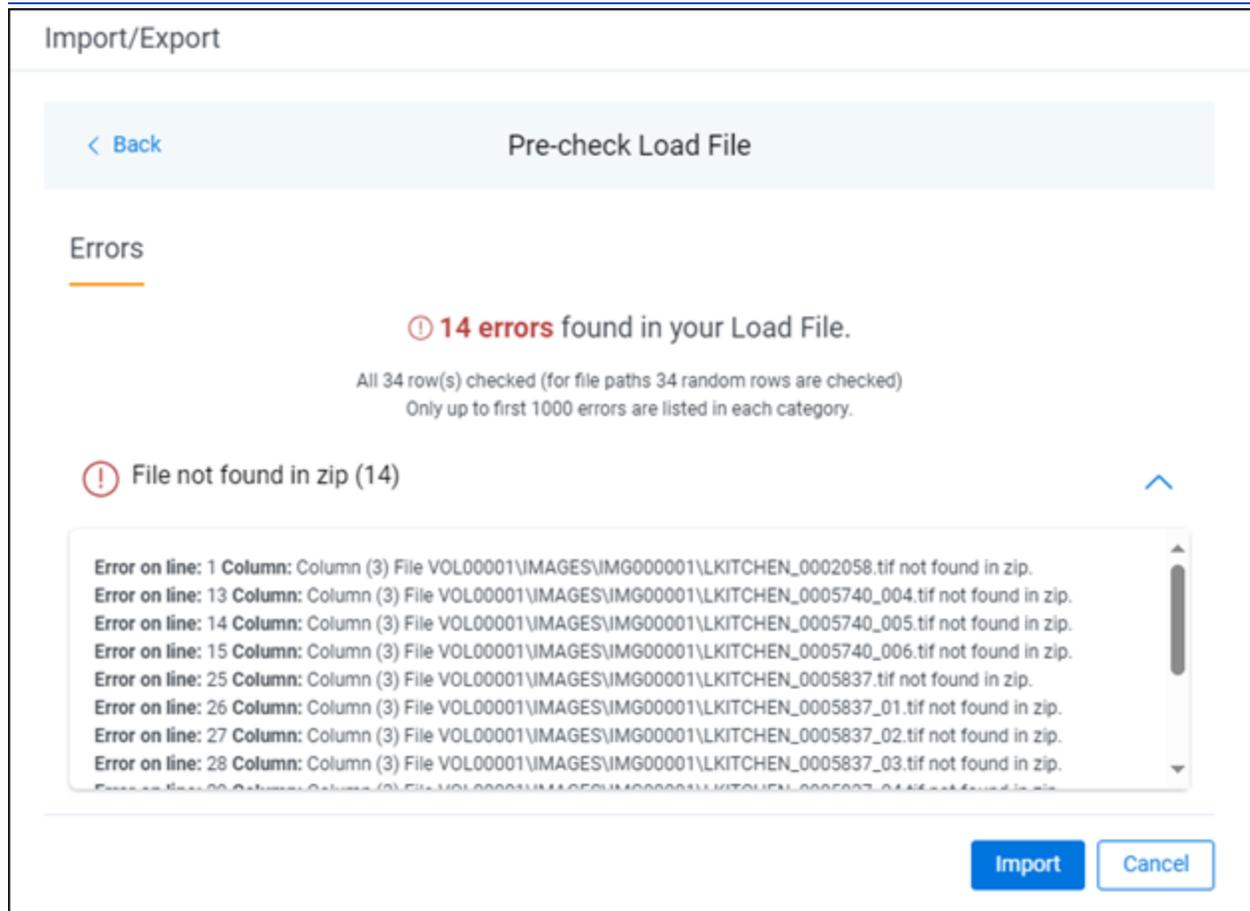 Import/Export
Back
Pre-check Load File
Errors
14 errors found in your Load File.
All 34 row(s) checked (for file paths 34 random rows are checked)
Only up to first 1000 errors are listed in each category.
File not found in zip (14)
Error on line: 1 Column: Column (3) File VOL00001\IMAGES\IMG000001\LKITCHEN_0002058.tif not found in zip.
Error on line: 13 Column: Column (3) File VOL00001\IMAGES\IMG00001\LKITCHEN_0005740_004.tif not found in zip.
Error on line: 14 Column: Column (3) File VOL00001\IMAGES\IMG00001\LKITCHEN_0005740_005.tif not found in zip.
Error on line: 15 Column: Column (3) File VOL00001\IMAGES\IMG00001\LKITCHEN_0005740_006.tif not found in zip.
Error on line: 25 Column: Column (3) File VOL00001\IMAGES\IMG00001\LKITCHEN_0005837.tif not found in zip.
Error on line: 26 Column: Column (3) File VOL00001\IMAGES\IMG00001\LKITCHEN_0005837_01.tif not found in zip.
Error on line: 27 Column: Column (3) File VOL00001\IMAGES\IMG00001\LKITCHEN_0005837_02.tif not found in zip.
Error on line: 28 Column: Column (3) File VOL00001\IMAGES\IMG00001\LKITCHEN_0005837_03.tif not found in zip.
Import
Cancel